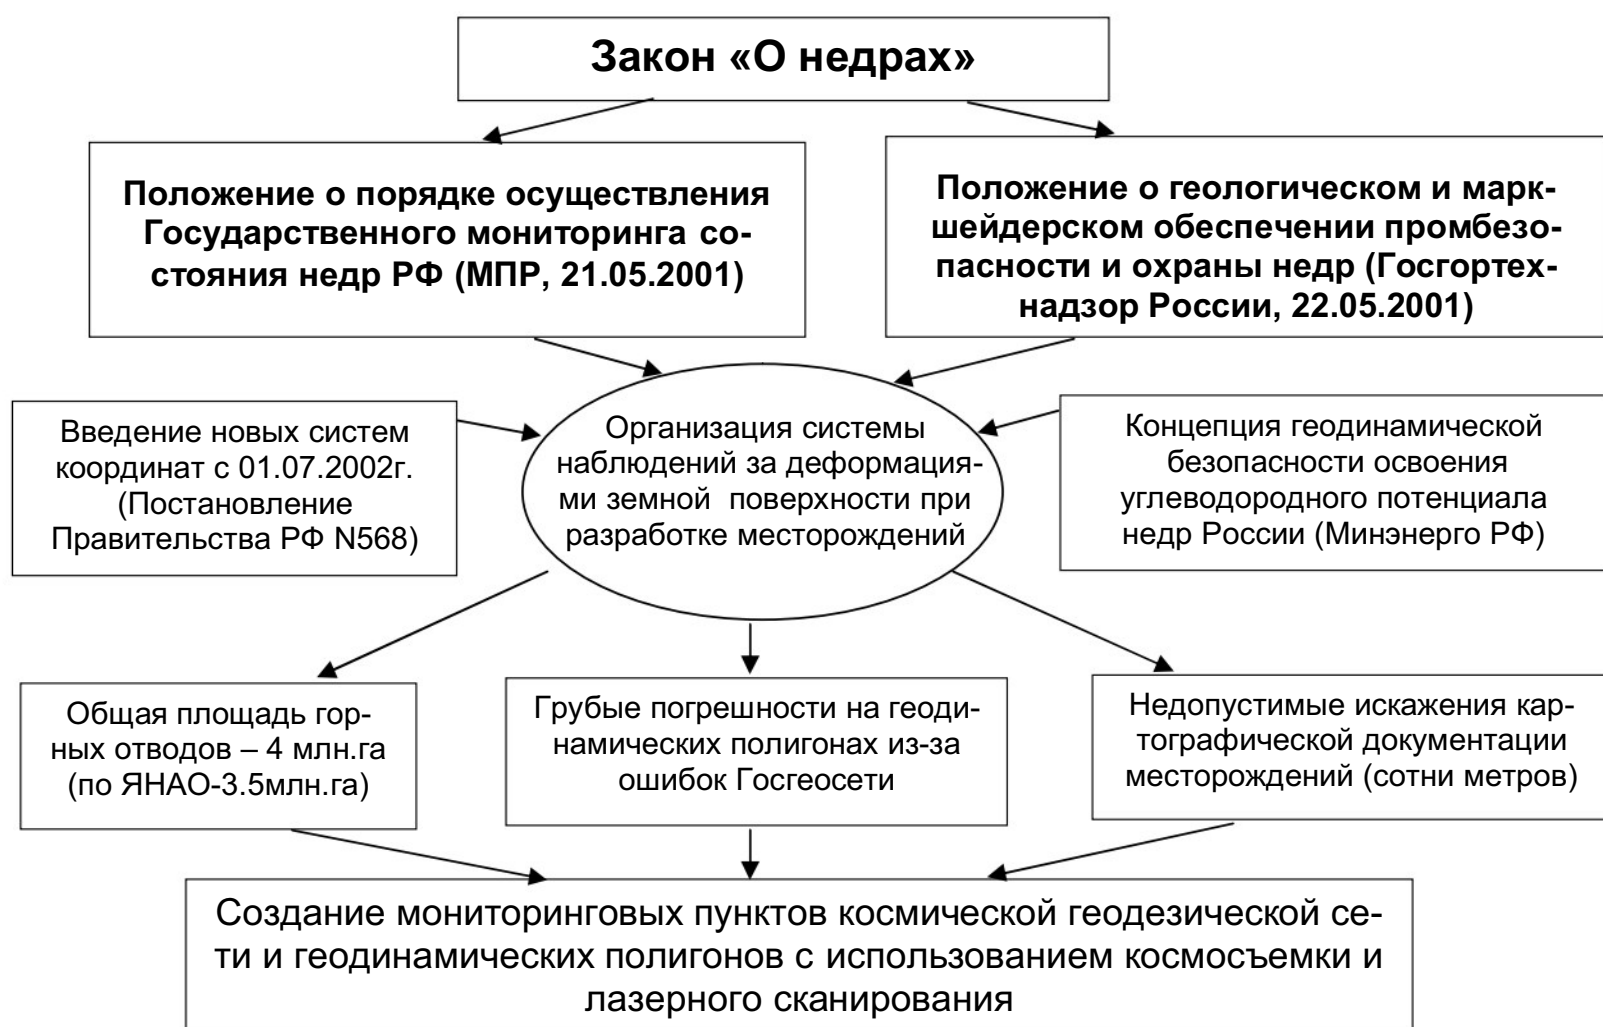 Закон «О недрах»
Положение о порядке осуществления
Государственного мониторинга со-
стояния недр РФ (МПР, 21.05.2001)
Положение о геологическом и марк-
шейдерском обеспечении промбезо-
пасности и охраны недр (Госгортех-
надзор России, 22.05.2001)
Введение новых систем
координат с 01.07.2002г.
(Постановление
Правительства РФ N568)
Организация системы
наблюдений за деформация-
ми земной поверхности при
разработке месторождений
Концепция геодинамической
безопасности освоения
углеводородного потенциала
недр России (Минэнерго РФ)
Общая площадь гор-
ных отводов – 4 млн.га
(по ЯНАО-3.5млн.га)
Грубые погрешности на геоди-
намических полигонах из-за
ошибок Госгеосети
Недопустимые искажения кар-
тографической документации
месторождений (сотни метров)
Создание мониторинговых пунктов космической геодезической се-
ти и геодинамических полигонов с использованием космосъемки и
лазерного сканирования